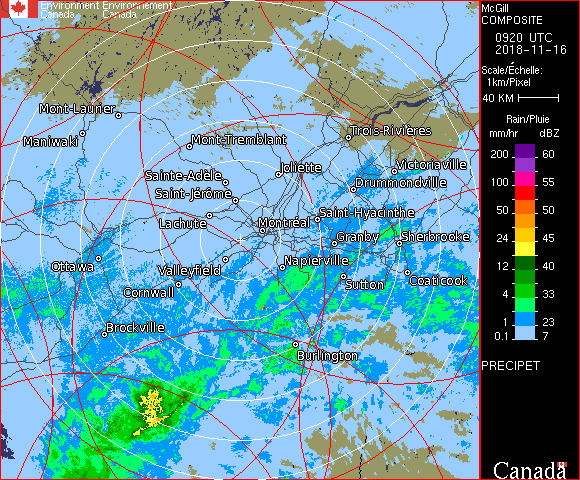 Environment Environnement
Canada Canada
McGill
COMPOSITE
0920 UTC
2018-11-16
Scale/Échelle:
1km/Pixel
40 KM
Rain/Pluie
mm/hr dBZ
200 60
100 55
50 50
24 45
12 40
4 33
1 23
0.1 7
PRECIPET
Canada
Mont-Laurier
Maniwaki
Mont-Tremblant
Trois-Rivières
Joliette
Victoriaville
Sainte-Adèle
Drummondville
Saint-Jérôme
Lachute
Montréal
Saint-Hyacinthe
Granby
Sherbrooke
Ottawa
Valleyfield
Napierville
Cornwall
Sutton
Coaticook
Brockville
Burlington